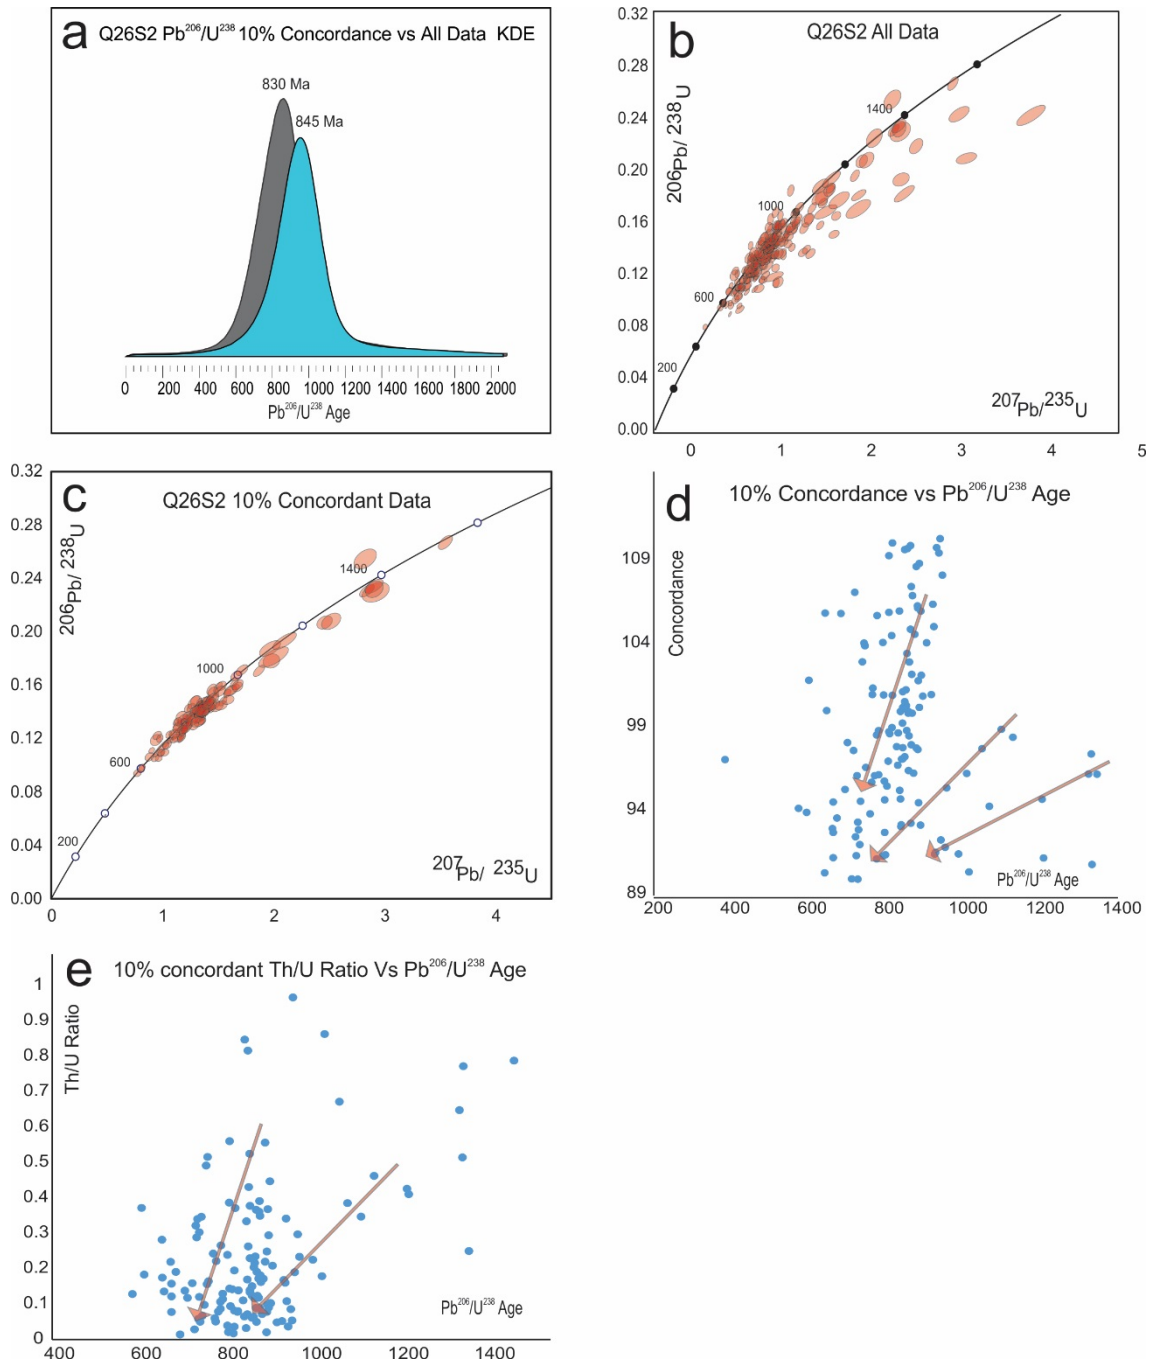 a Q26S2 Pb²⁰⁶/U²³⁸ 10% Concordance vs All Data KDE
830 Ma
845 Ma
0 200 400 600 800 1000 1200 1400 1600 1800 2000
Pb²⁰⁶/U²³⁸ Age
b Q26S2 All Data
0.32
0.28
0.24
0.20
0.16
0.12
0.08
0.04
0.00
206Pb/ 238U
1400
1000
600
200
207Pb/235U
0 1 2 3 4 5
c Q26S2 10% Concordant Data
0.32
0.28
0.24
0.20
0.16
0.12
0.08
0.04
0.00
206Pb/ 238U
1400
1000
600
200
207Pb/ 235U
0 1 2 3 4
d 10% Concordance vs Pb²⁰⁶/U²³⁸ Age
109
104
99
94
89
Concordance
Pb²⁰⁶/U²³⁸ Age
200 400 600 800 1000 1200 1400
e 10% concordant Th/U Ratio Vs Pb²⁰⁶/U²³⁸ Age
1
0.9
0.8
0.7
0.6
0.5
0.4
0.3
0.2
0.1
0
Th/U Ratio
Pb²⁰⁶/U²³⁸ Age
400 600 800 1000 1200 1400